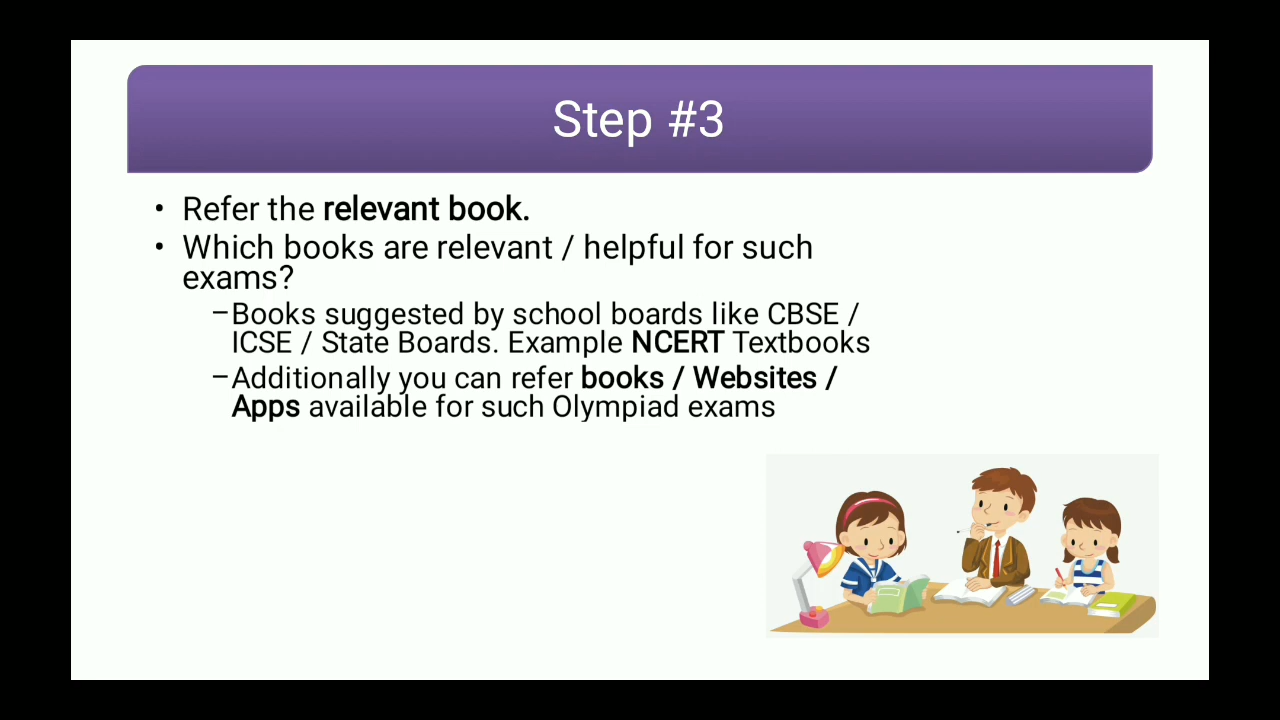 Step #3
• Refer the relevant book.
• Which books are relevant / helpful for such
exams?
–Books suggested by school boards like CBSE /
ICSE / State Boards. Example NCERT Textbooks
–Additionally you can refer books / Websites /
Apps available for such Olympiad exams